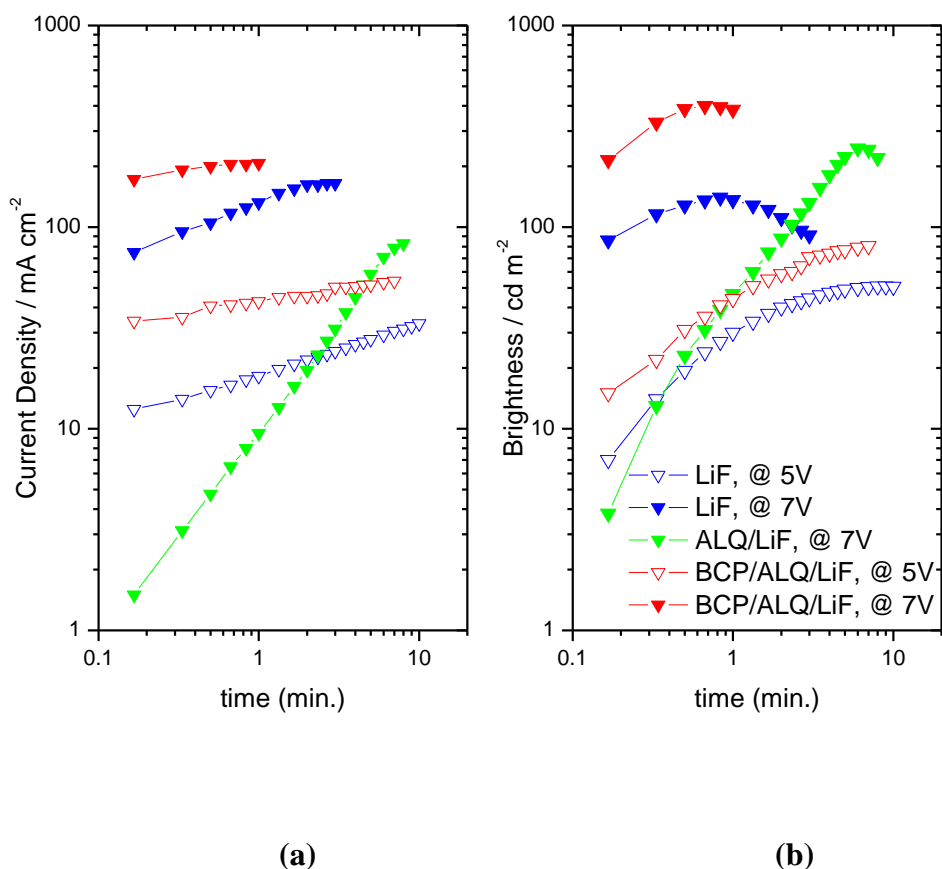 1000
100
10
1
0.1
1
10
Current Density / mA cm⁻²
time (min.)
(a)
1000
100
10
1
0.1
1
10
Brightness / cd m⁻²
time (min.)
LiF, @ 5V
LiF, @ 7V
ALQ/LiF, @ 7V
BCP/ALQ/LiF, @ 5V
BCP/ALQ/LiF, @ 7V
(b)